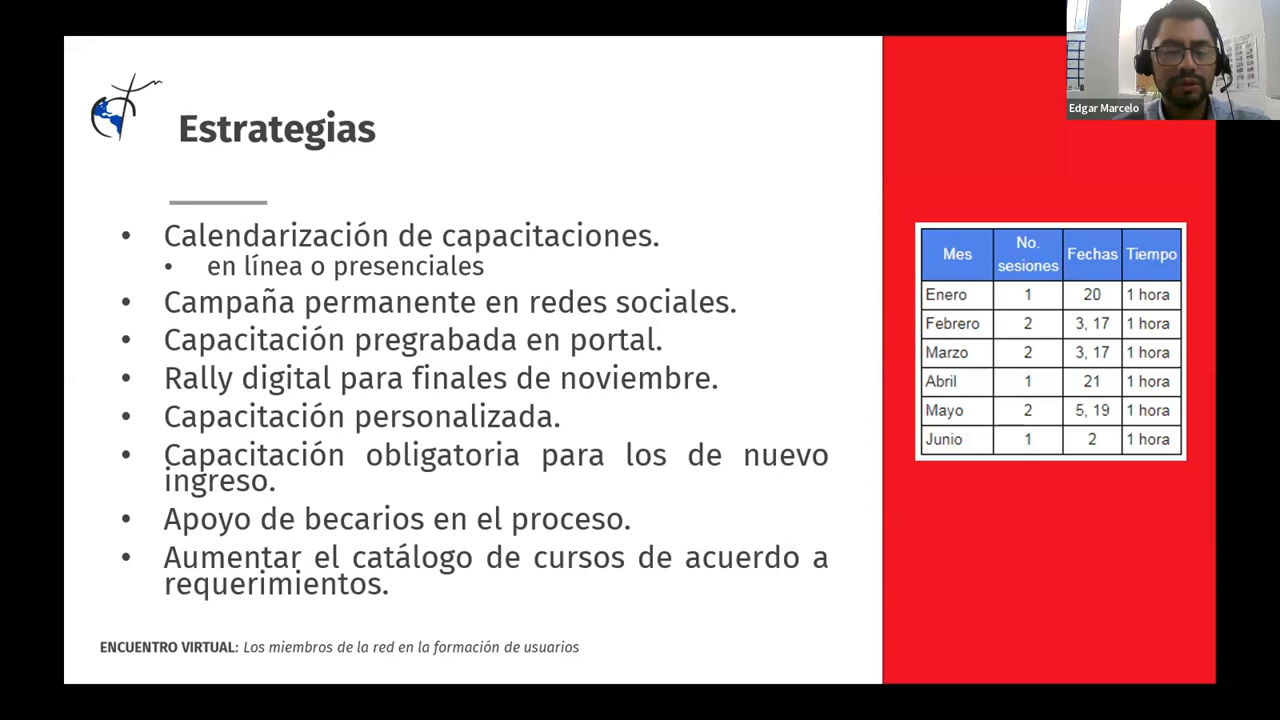 Edgar Marcelo
Estrategias
• Calendarización de capacitaciones.
• en línea o presenciales
• Campaña permanente en redes sociales.
• Capacitación pregrabada en portal.
• Rally digital para finales de noviembre.
• Capacitación personalizada.
• Capacitación obligatoria para los de nuevo
ingreso.
• Apoyo de becarios en el proceso.
• Aumentar el catálogo de cursos de acuerdo a
requerimientos.
Mes No. sesiones Fechas Tiempo
Enero 1 20 1 hora
Febrero 2 3, 17 1 hora
Marzo 2 3, 17 1 hora
Abril 1 21 1 hora
Mayo 2 5, 19 1 hora
Junio 1 2 1 hora
ENCUENTRO VIRTUAL: Los miembros de la red en la formación de usuarios